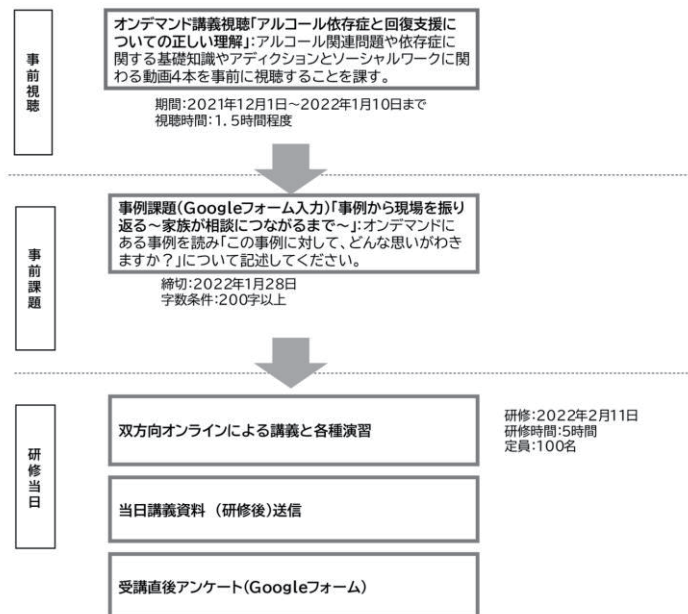 事前視聴
オンデマンド講義視聴「アルコール依存症と回復支援に
ついての正しい理解」：アルコール関連問題や依存症に
関する基礎知識やアディクションとソーシャルワークに関
わる動画4本を事前に視聴することを課す。
期間：2021年12月1日～2022年1月10日まで
視聴時間：1．5時間程度
事前課題
事例課題(Googleフォーム入力)「事例から現場を振り
返る～家族が相談につながるまで～」：オンデマンドに
ある事例を読み「この事例に対して、どんな思いがわき
ますか？」について記述してください。
締切：2022年1月28日
字数条件：200字以上
研修当日
双方向オンラインによる講義と各種演習
研修：2022年2月11日
研修時間：5時間
定員：100名
当日講義資料 （研修後）送信
受講直後アンケート(Googleフォーム)